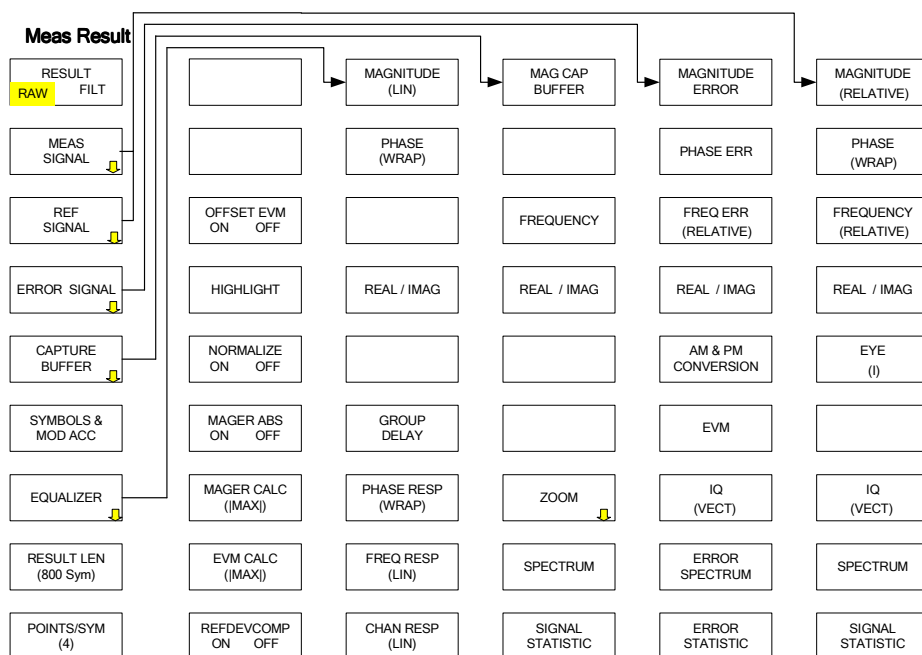 Meas Result
RESULT
RAW FILT
MEAS
SIGNAL
REF
SIGNAL
ERROR SIGNAL
CAPTURE
BUFFER
SYMBOLS &
MOD ACC
EQUALIZER
RESULT LEN
(800 Sym)
POINTS/SYM
(4)
OFFSET EVM
ON OFF
HIGHLIGHT
NORMALIZE
ON OFF
MAGER ABS
ON OFF
MAGER CALC
(|MAX|)
EVM CALC
(|MAX|)
REFDEVCOMP
ON OFF
MAGNITUDE
(LIN)
PHASE
(WRAP)
REAL / IMAG
GROUP
DELAY
PHASE RESP
(WRAP)
FREQ RESP
(LIN)
CHAN RESP
(LIN)
MAG CAP
BUFFER
FREQUENCY
REAL / IMAG
ZOOM
SPECTRUM
SIGNAL
STATISTIC
MAGNITUDE
ERROR
PHASE ERR
FREQ ERR
(RELATIVE)
REAL / IMAG
AM & PM
CONVERSION
EVM
IQ
(VECT)
ERROR
SPECTRUM
ERROR
STATISTIC
MAGNITUDE
(RELATIVE)
PHASE
(WRAP)
FREQUENCY
(RELATIVE)
REAL / IMAG
EYE
(I)
IQ
(VECT)
SPECTRUM
SIGNAL
STATISTIC